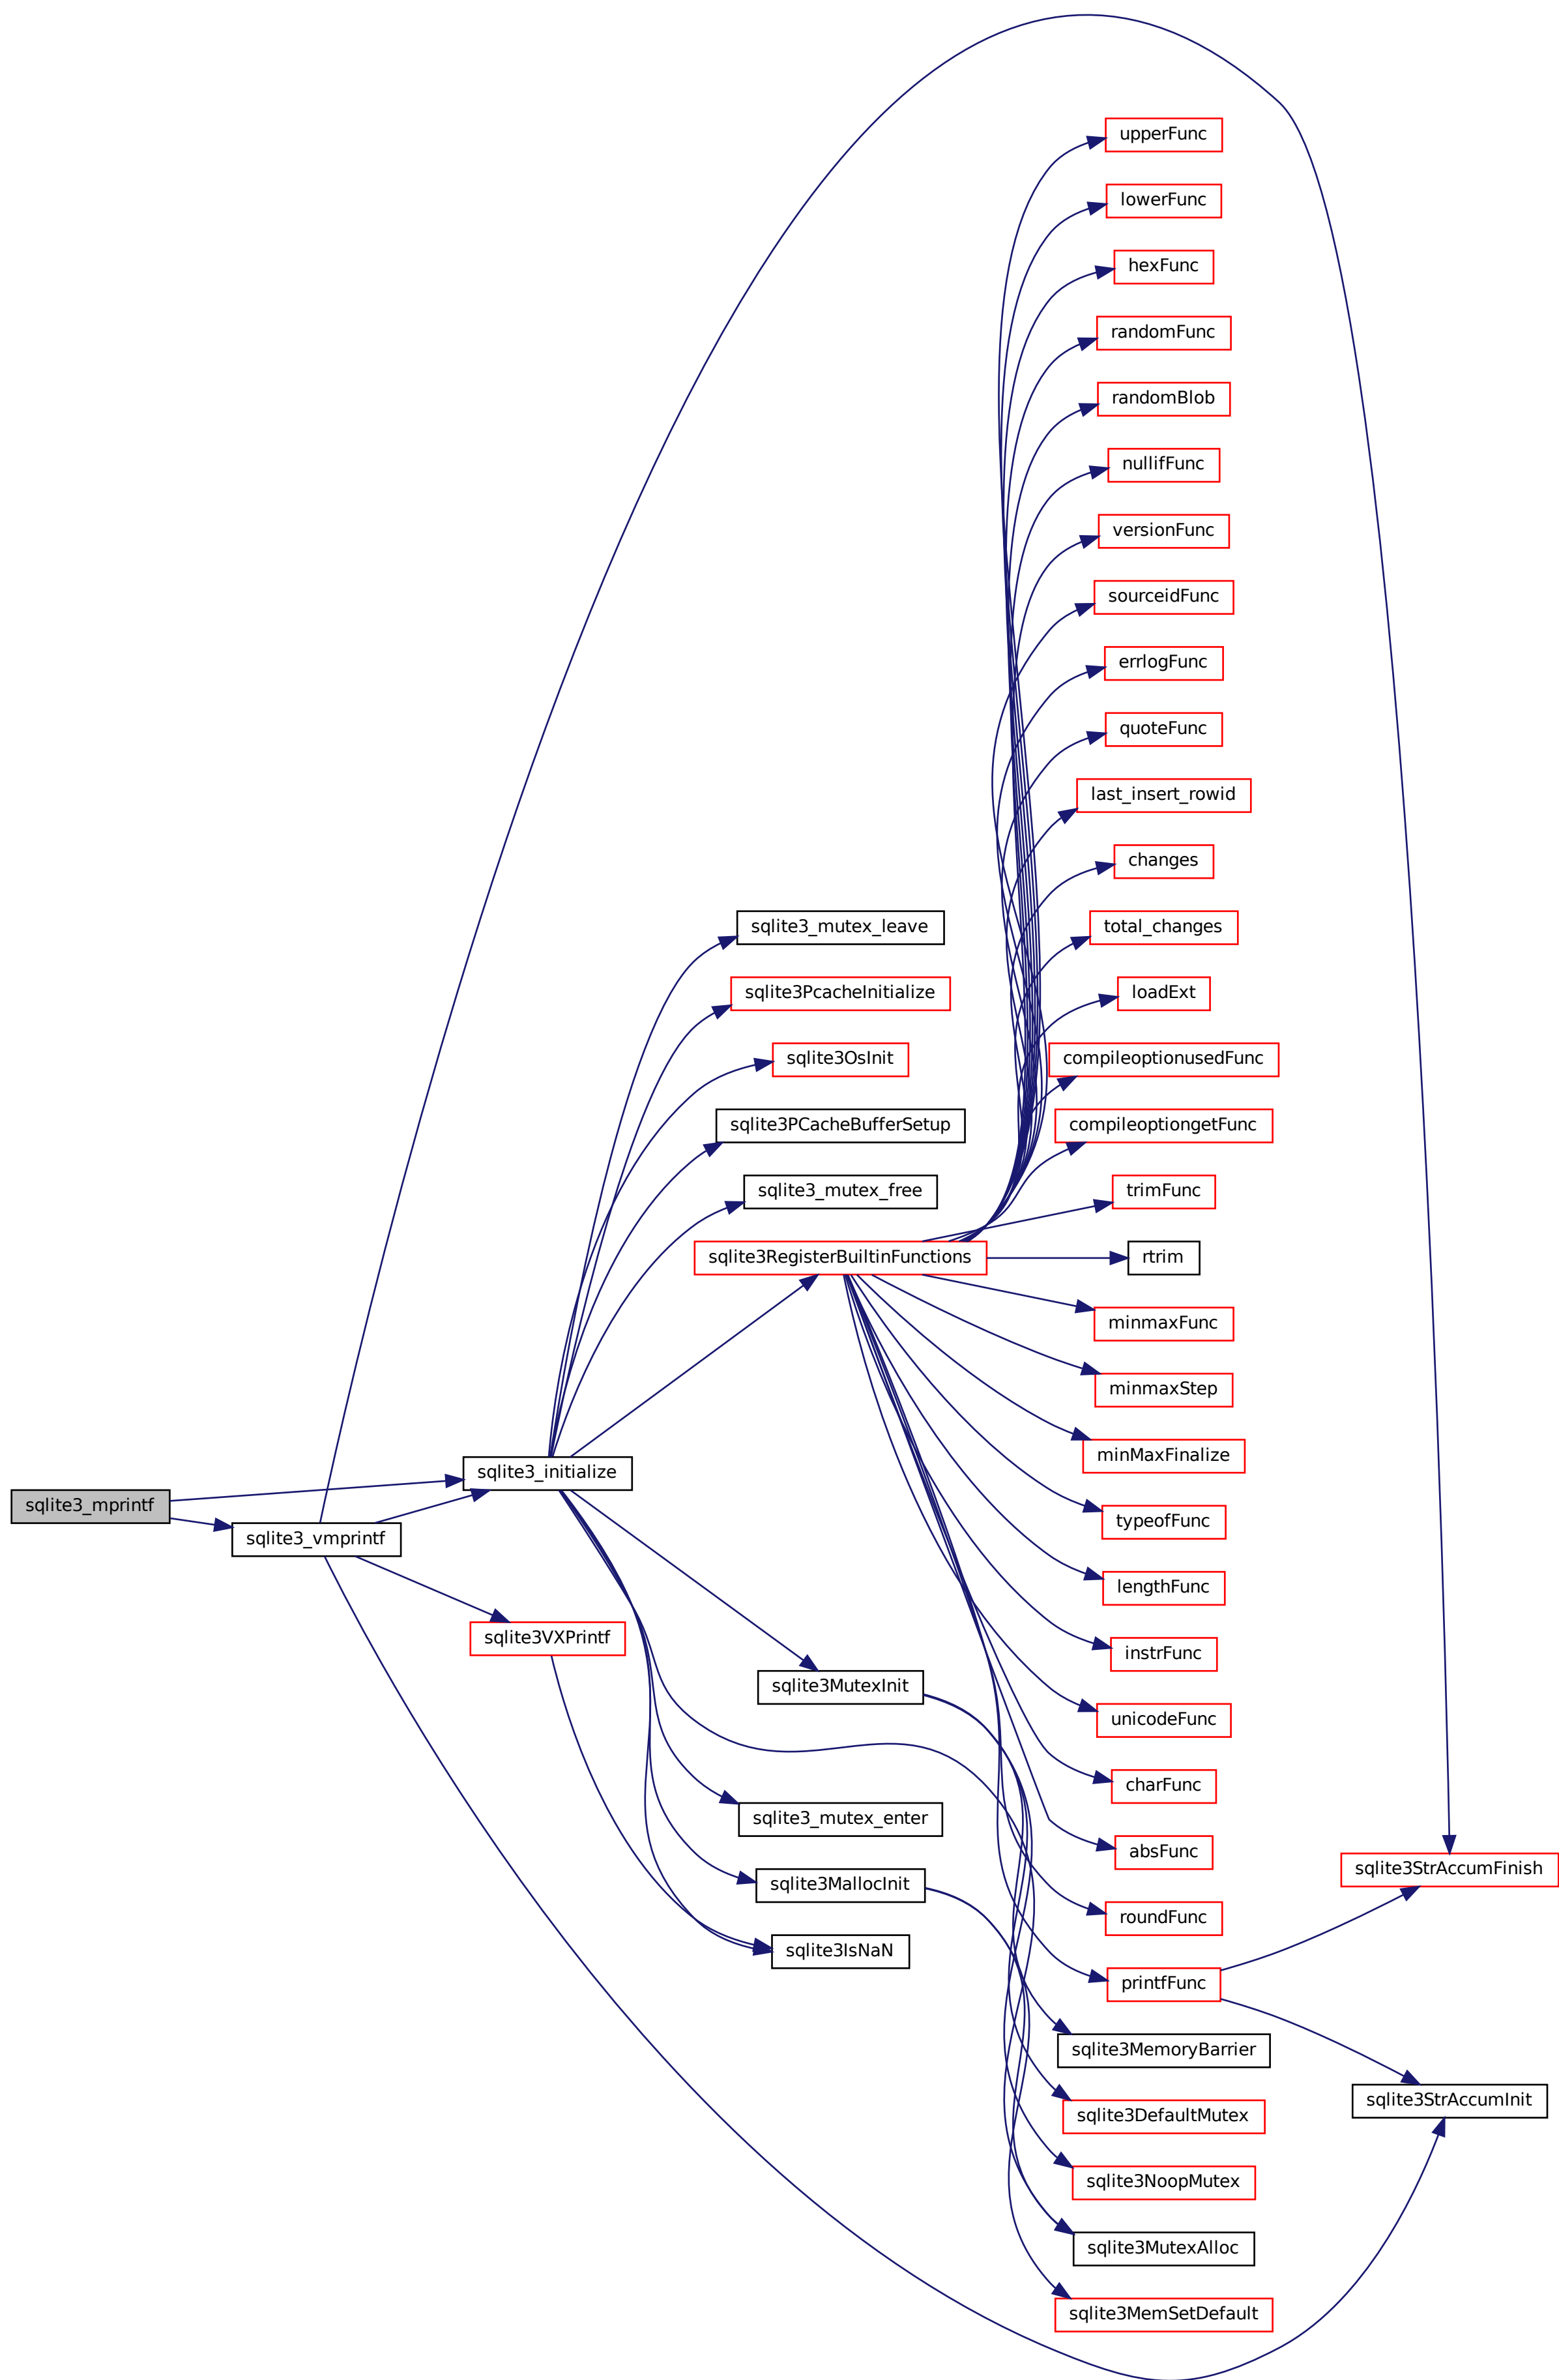 upperFunc
lowerFunc
hexFunc
randomFunc
randomBlob
nullifFunc
versionFunc
sourceidFunc
errlogFunc
quoteFunc
last_insert_rowid
changes
sqlite3_mutex_leave
total_changes
sqlite3PcacheInitialize
loadExt
sqlite3OsInit
compileoptionusedFunc
sqlite3PCacheBufferSetup
compileoptiongetFunc
sqlite3_mutex_free
trimFunc
sqlite3RegisterBuiltinFunctions
rtrim
minmaxFunc
minmaxStep
minMaxFinalize
sqlite3_initialize
sqlite3_mprintf
typeofFunc
sqlite3_vmprintf
lengthFunc
sqlite3VXPrintf
instrFunc
sqlite3MutexInit
unicodeFunc
charFunc
sqlite3_mutex_enter
absFunc
sqlite3StrAccumFinish
sqlite3MallocInit
roundFunc
sqlite3IsNaN
printfFunc
sqlite3MemoryBarrier
sqlite3StrAccumInit
sqlite3DefaultMutex
sqlite3NoopMutex
sqlite3MutexAlloc
sqlite3MemSetDefault